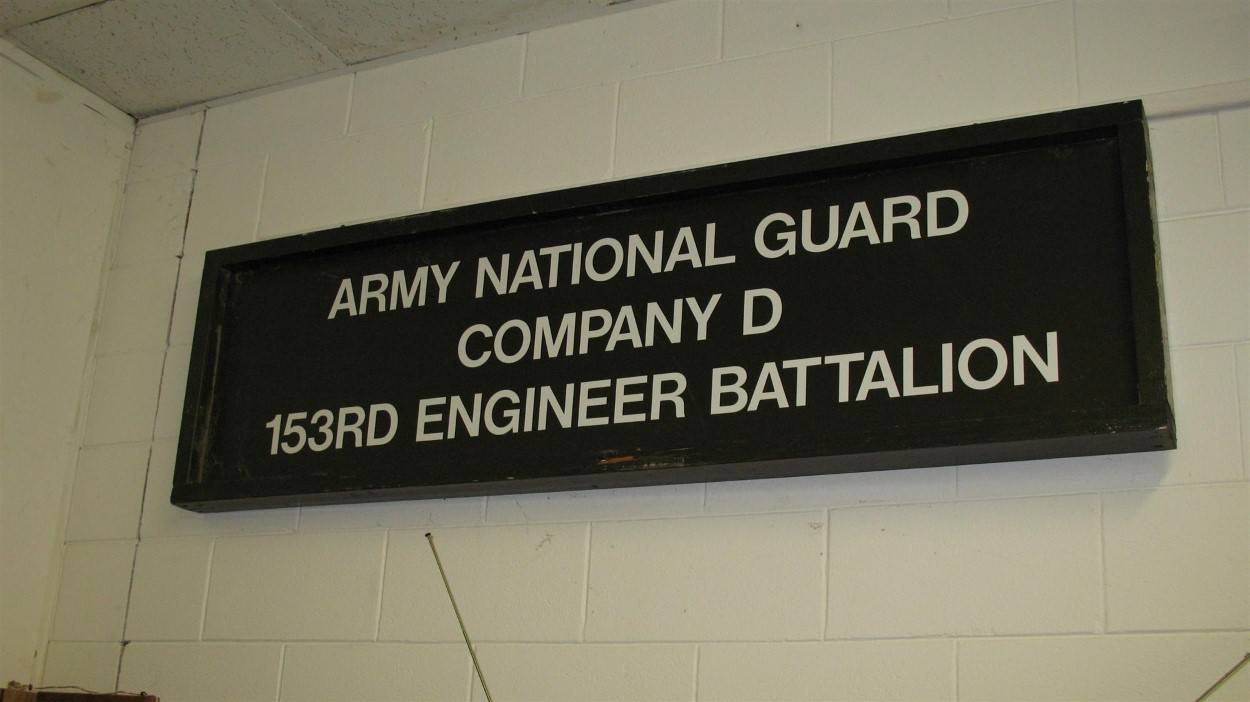 ARMY NATIONAL GUARD
COMPANY D
153RD ENGINEER BATTALION